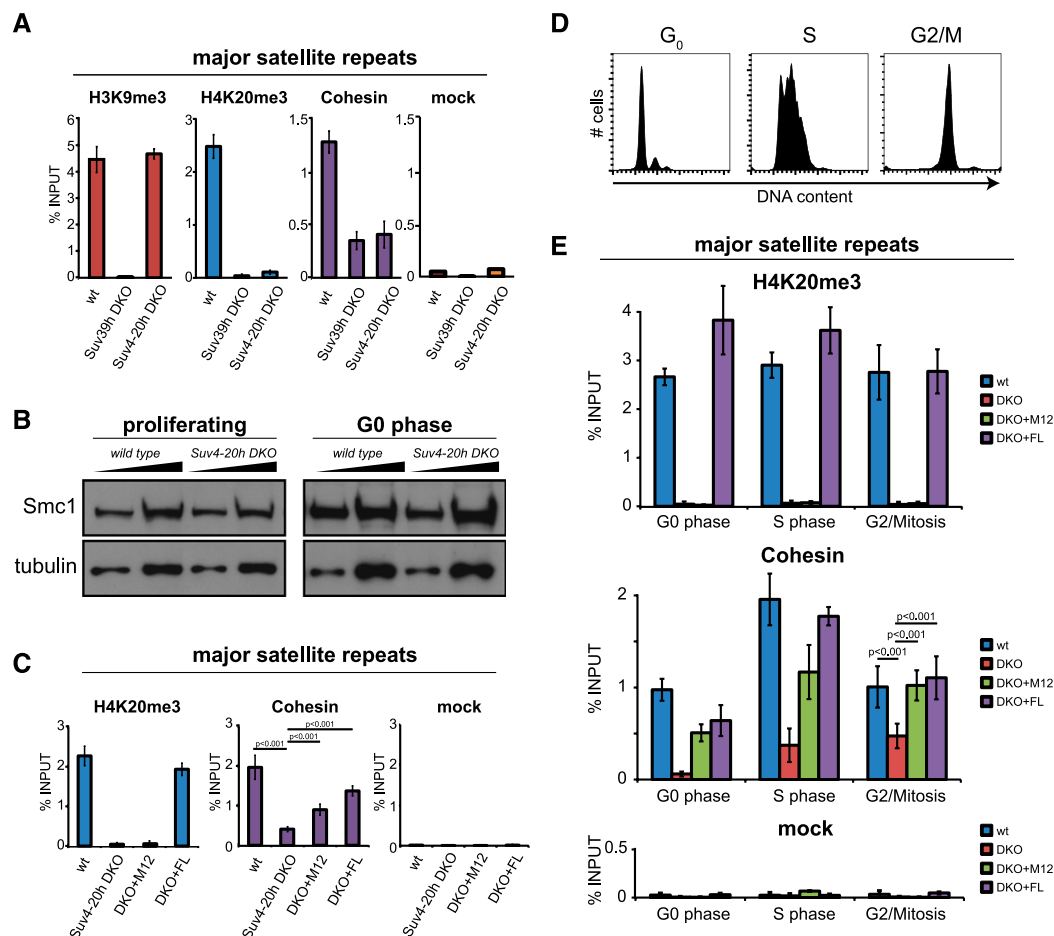 A
major satellite repeats
H3K9me3
H4K20me3
Cohesin
mock
% INPUT
6
5
4
3
2
1
0
3
2
1
0
1.5
1
0.5
0
1.5
1
0.5
0
wt
Suv39h DKO
Suv4-20h DKO
wt
Suv39h DKO
Suv4-20h DKO
wt
Suv39h DKO
Suv4-20h DKO
wt
Suv39h DKO
Suv4-20h DKO
B
proliferating
G0 phase
wild type
Suv4-20h DKO
wild type
Suv4-20h DKO
Smc1
tubulin
C
major satellite repeats
H4K20me3
Cohesin
mock
% INPUT
3
2
1
0
% INPUT
3
2
1
0
p<0.001
p<0.001
p<0.001
% INPUT
3
2
1
0
wt
Suv4-20h DKO
DKO+M12
DKO+FL
wt
Suv4-20h DKO
DKO+M12
DKO+FL
wt
Suv4-20h DKO
DKO+M12
DKO+FL
D
G0
S
G2/M
# cells
DNA content
E
major satellite repeats
H4K20me3
% INPUT
4
3
2
1
0
G0 phase
S phase
G2/Mitosis
wt
DKO
DKO+M12
DKO+FL
Cohesin
% INPUT
2
1
0
p<0.001
p<0.001
p<0.001
G0 phase
S phase
G2/Mitosis
wt
DKO
DKO+M12
DKO+FL
mock
% INPUT
0.5
0
G0 phase
S phase
G2/Mitosis
wt
DKO
DKO+M12
DKO+FL